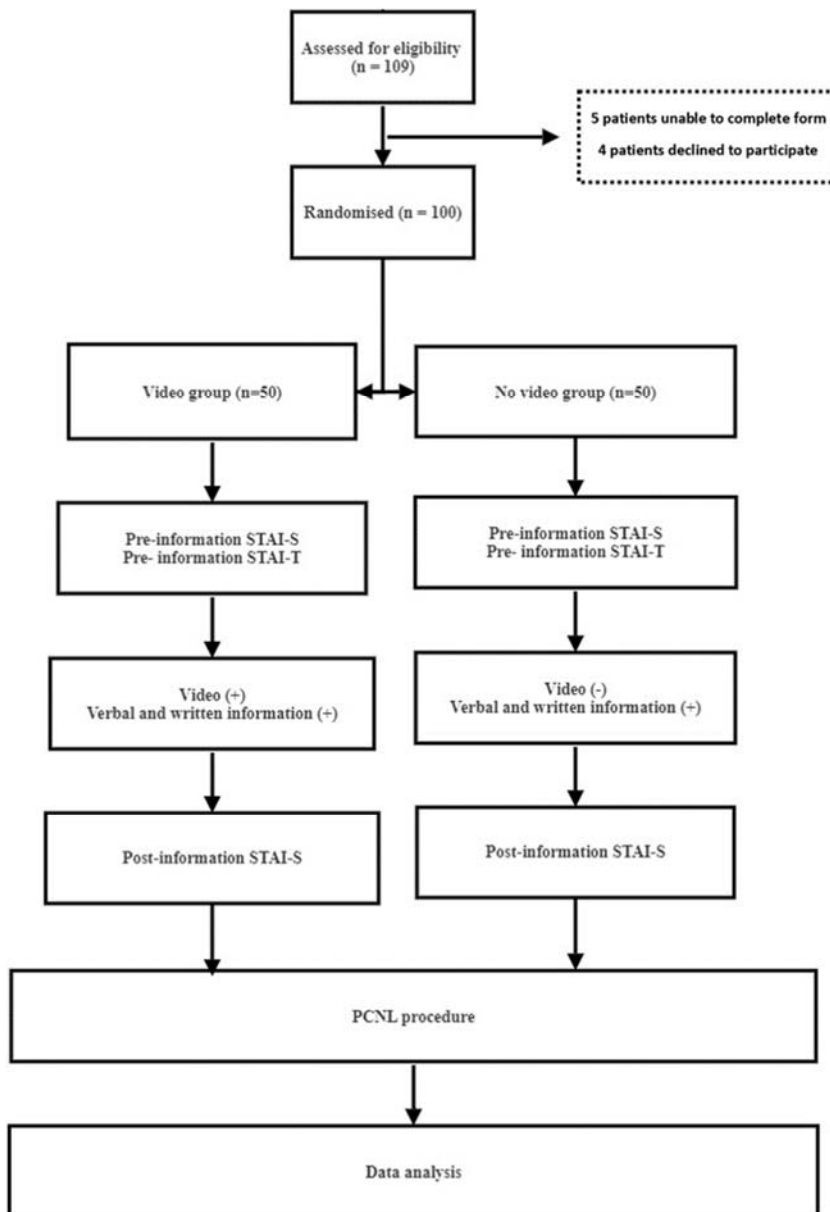 Assessed for eligibility
(n = 109)
5 patients unable to complete form
4 patients declined to participate
Randomised (n = 100)
Video group (n=50)
No video group (n=50)
Pre-information STAI-S
Pre- information STAI-T
Pre-information STAI-S
Pre- information STAI-T
Video (+)
Verbal and written information (+)
Video (-)
Verbal and written information (+)
Post-information STAI-S
Post-information STAI-S
PCNL procedure
Data analysis